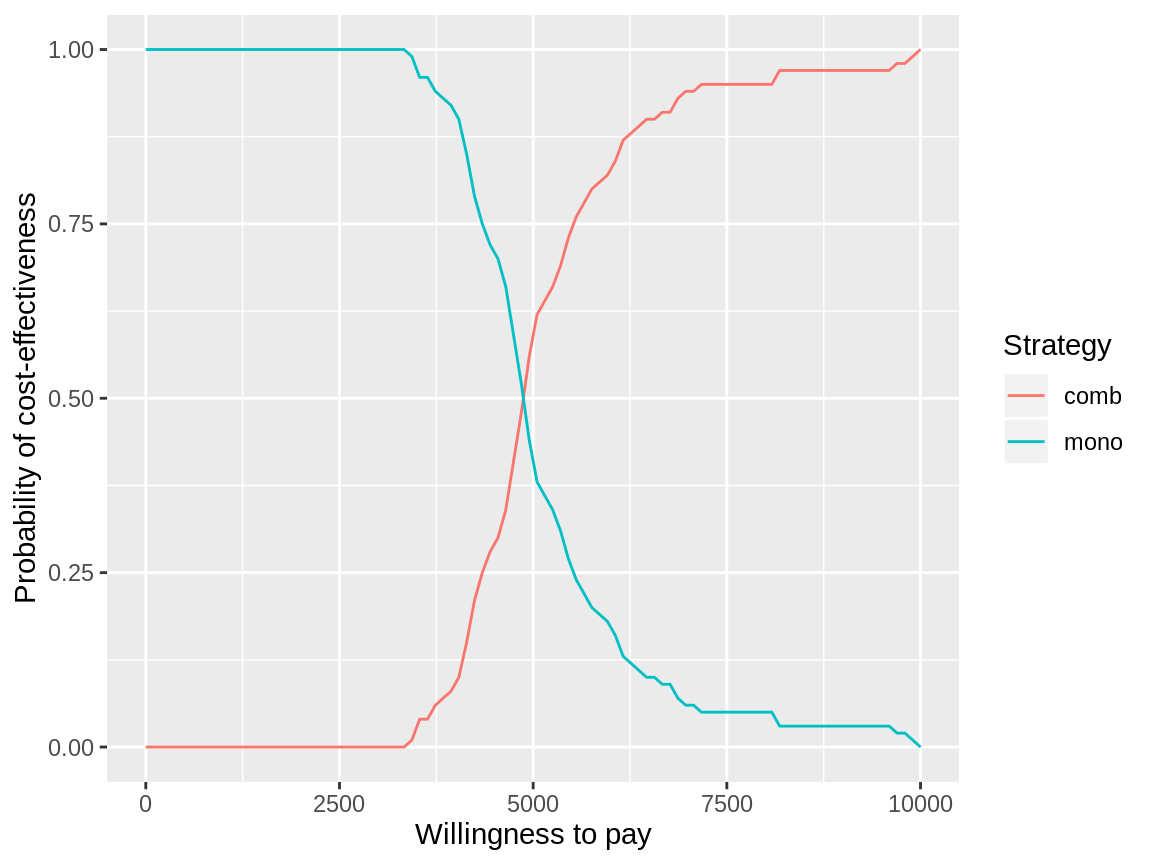 1.00
0.75
0.50
0.25
0.00
Probability of cost-effectiveness
0
2500
5000
7500
10000
Willingness to pay
Strategy
comb
mono